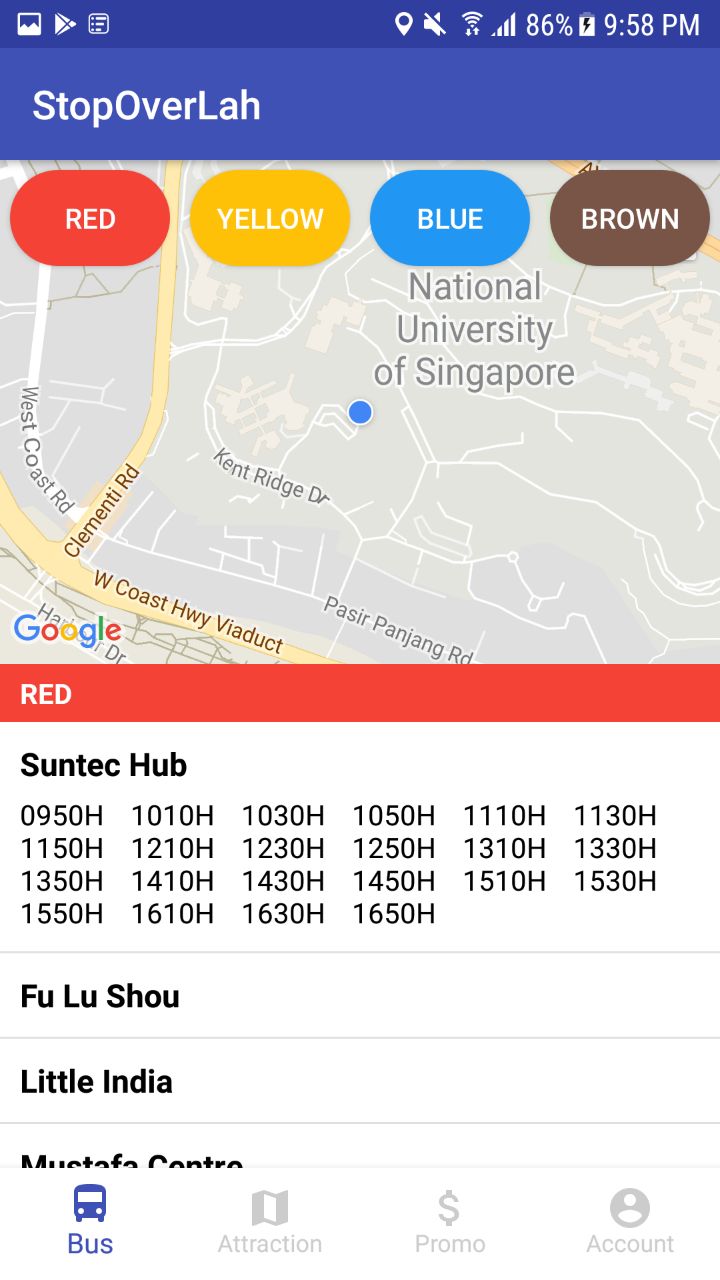 86% 9:58 PM
StopOverLah
RED YELLOW BLUE BROWN
National
University
of Singapore
West Coast Rd
Clementi Rd
Kent Ridge Dr
W Coast Hwy Viaduct
Pasir Panjang Rd
Google
RED
Suntec Hub
0950H 1010H 1030H 1050H 1110H 1130H
1150H 1210H 1230H 1250H 1310H 1330H
1350H 1410H 1430H 1450H 1510H 1530H
1550H 1610H 1630H 1650H
Fu Lu Shou
Little India
Mustafa Centre
Bus Attraction Promo Account